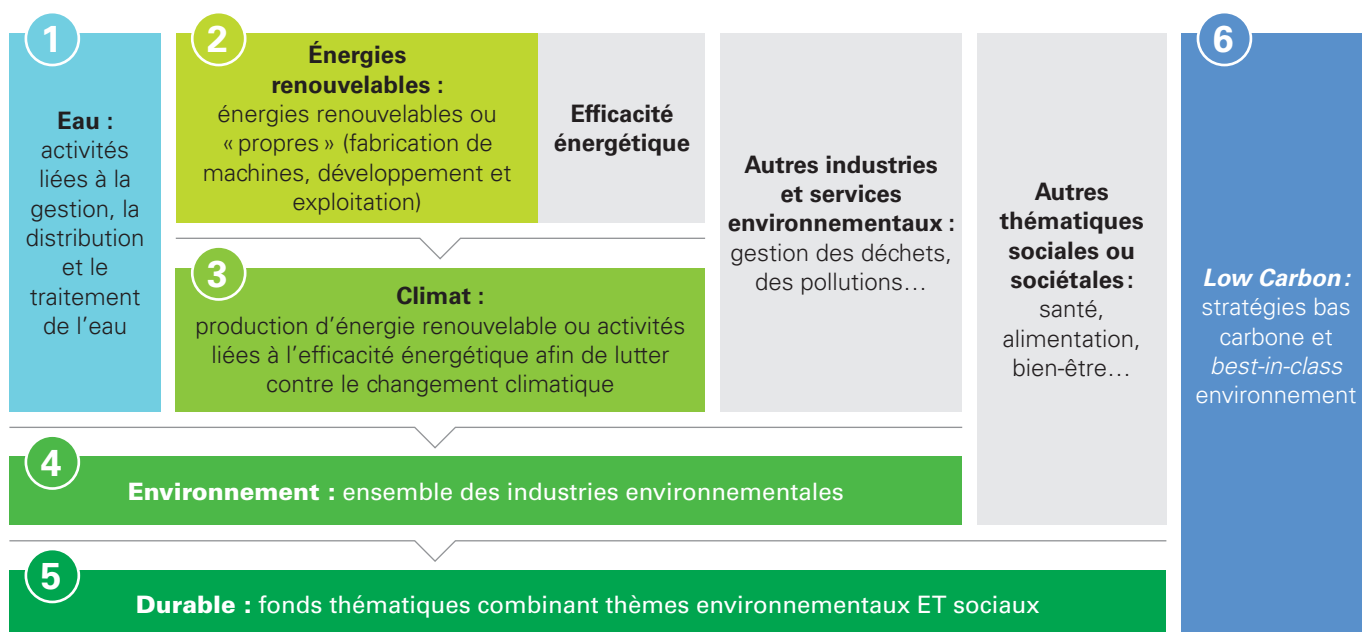 1
Eau :
activités
liées à la
gestion, la
distribution
et le
traitement
de l’eau
2
Énergies
renouvelables :
énergies renouvelables ou
« propres » (fabrication de
machines, développement et
exploitation)
Efficacité
énergétique
3
Climat :
production d’énergie renouvelable ou activités
liées à l’efficacité énergétique afin de lutter
contre le changement climatique
Autres industries
et services
environnementaux :
gestion des déchets,
des pollutions…
Autres
thématiques
sociales ou
sociétales :
santé,
alimentation,
bien-être…
4
Environnement : ensemble des industries environnementales
5
Durable : fonds thématiques combinant thèmes environnementaux ET sociaux
6
Low Carbon :
stratégies bas
carbone et
best-in-class
environnement